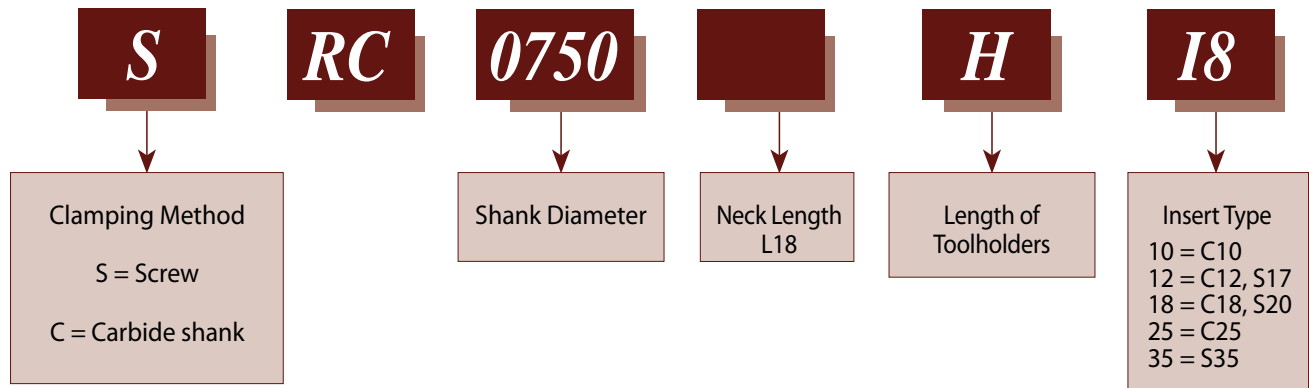 S RC 0750 H I8
Clamping Method
S = Screw
C = Carbide shank
Shank Diameter
Neck Length
L18
Length of
Toolholders
Insert Type
10 = C10
12 = C12, S17
18 = C18, S20
25 = C25
35 = S35